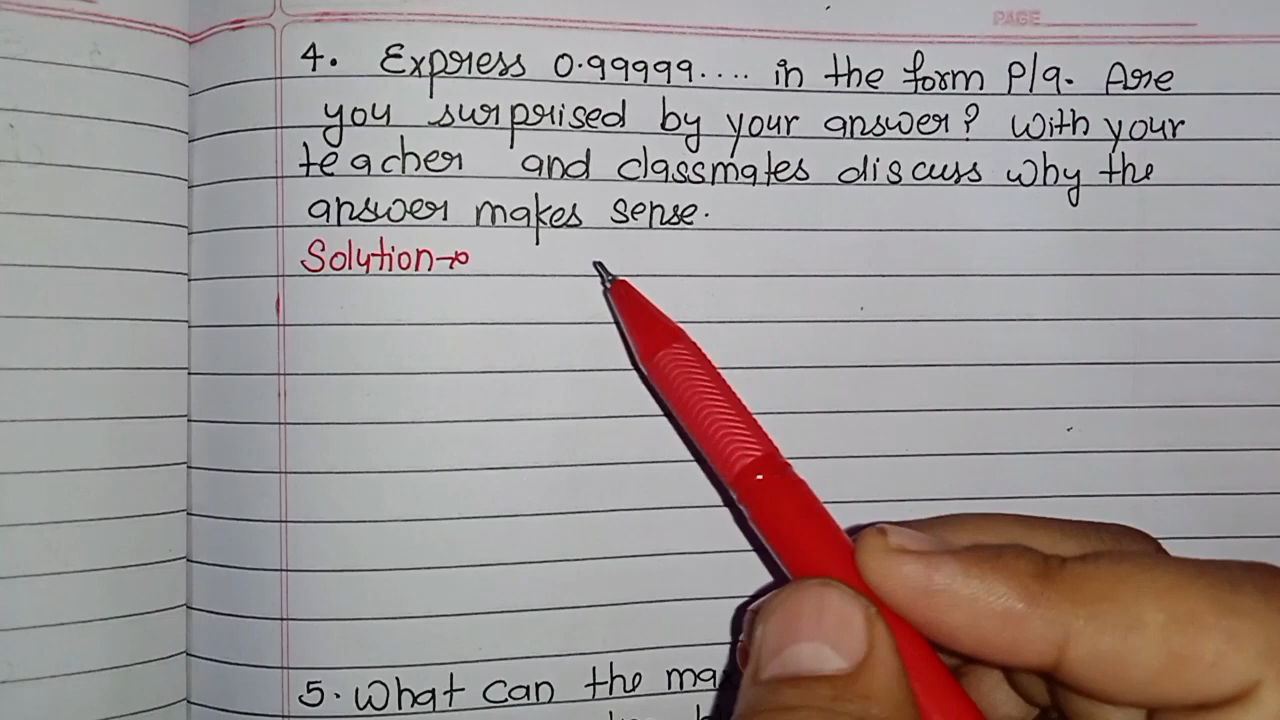 PAGE
4. Express 0.99999.... in the form P/q. Are
you surprised by your answer? With your
teacher and classmates discuss why the
answer makes sense.
Solution→
5. What can the ma